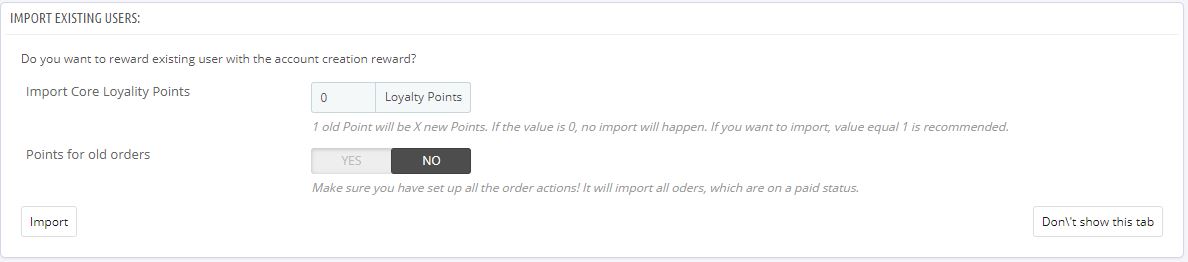 IMPORT EXISTING USERS:
Do you want to reward existing user with the account creation reward?
Import Core Loyality Points
0 Loyalty Points
1 old Point will be X new Points. If the value is 0, no import will happen. If you want to import, value equal 1 is recommended.
Points for old orders
YES NO
Make sure you have set up all the order actions! It will import all oders, which are on a paid status.
Import
Don\'t show this tab